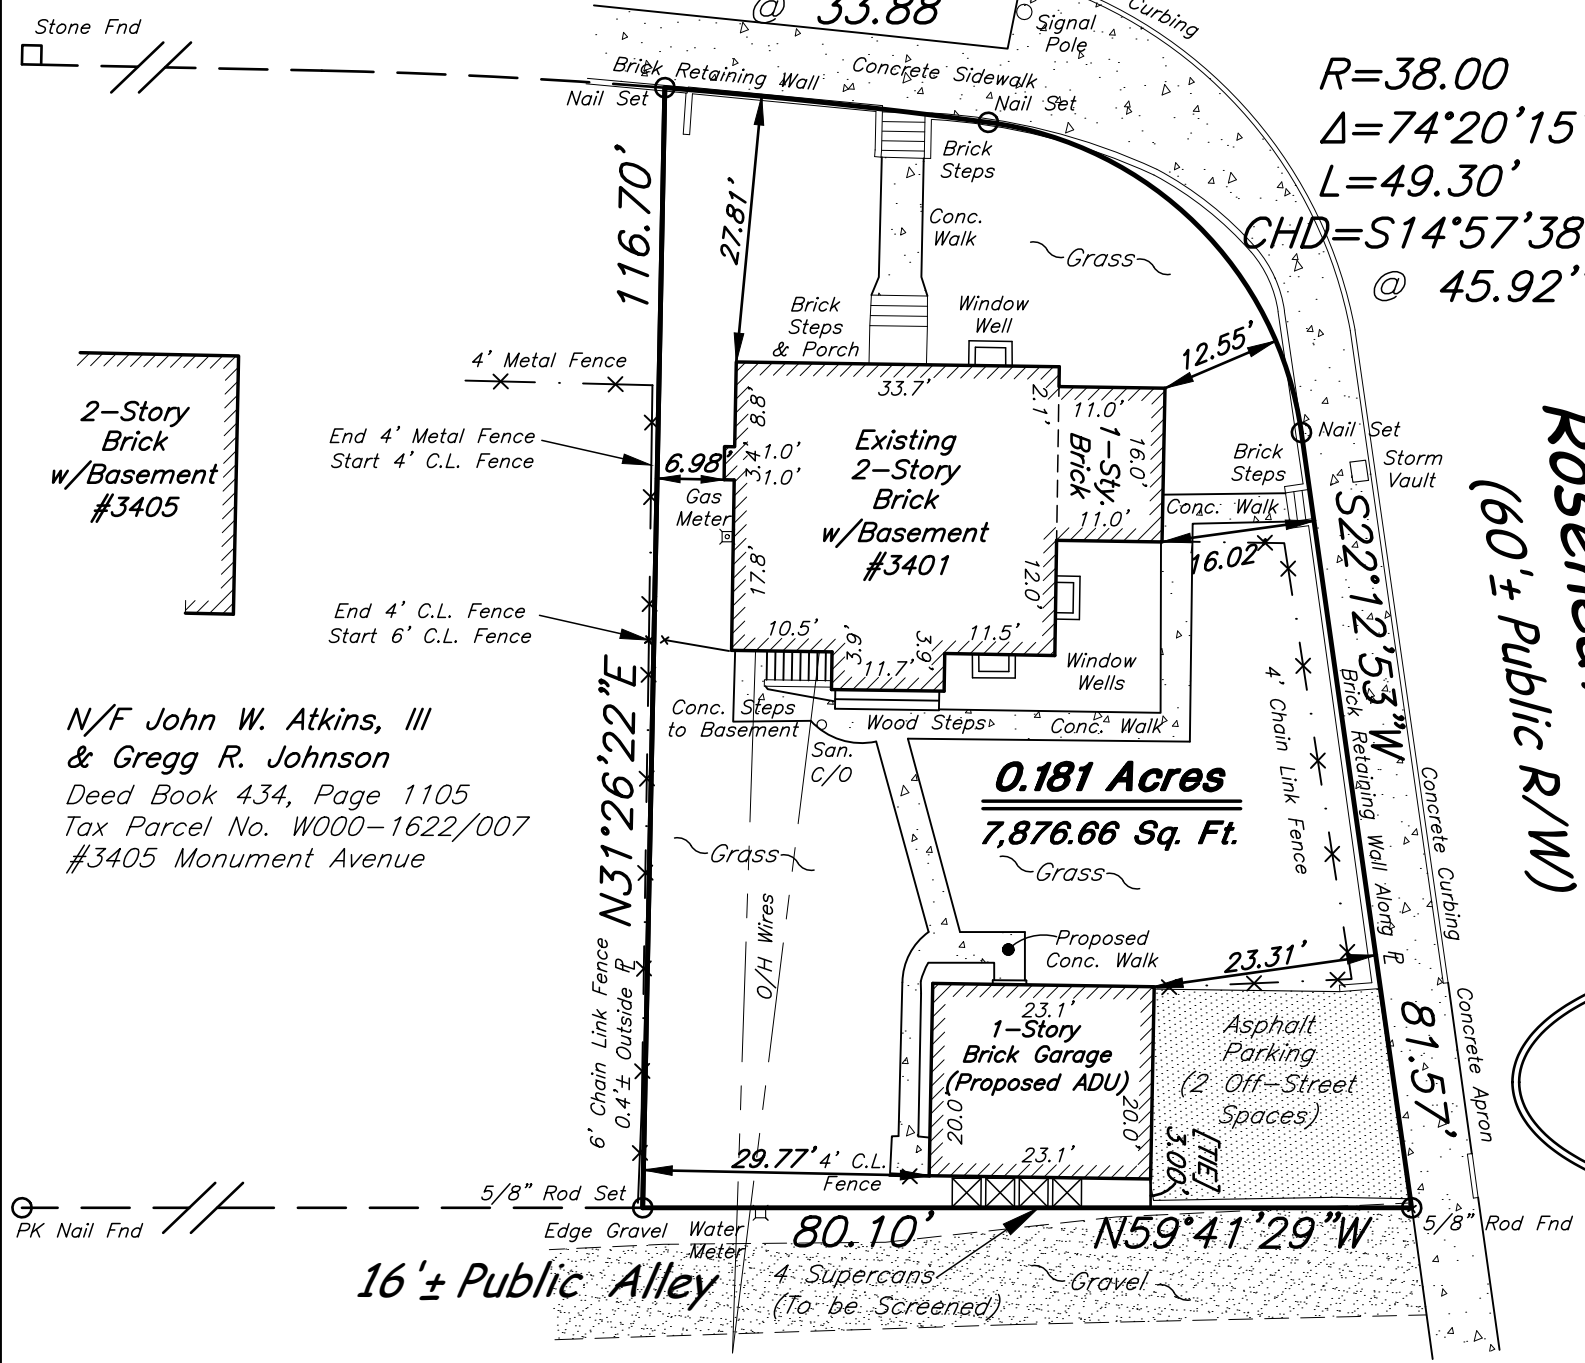 Stone Fnd
@ 33.88
Signal
Pole
Curbing
Brick Retaining Wall
Concrete Sidewalk
Nail Set
Nail Set
R=38.00
Δ=74°20'15
L=49.30'
CHD=S14°57'38
@ 45.92'
Brick
Steps
116.70'
27.81'
Conc.
Walk
Grass
Brick
Steps
& Porch
Window
Well
12.55'
4' Metal Fence
2-Story
Brick
w/Basement
#3405
End 4' Metal Fence
Start 4' C.L. Fence
6.98'
Gas
Meter
33.7'
8.8'
1.0'
3.4'
1.0'
17.8'
2.1'
11.0'
1-Sty.
Brick
16.0'
11.0'
Existing
2-Story
Brick
w/Basement
#3401
12.0'
Nail Set
Brick
Steps
Storm
Vault
Conc. Walk
16.02'
(60'± Public R/W)
End 4' C.L. Fence
Start 6' C.L. Fence
10.5'
3.9'
11.7'
3.9'
11.5'
Window
Wells
Conc. Steps
to Basement
Wood Steps
Conc. Walk
San.
C/O
S22°12'53"W
4' Chain Link Fence
Brick Retaining Wall Along ℄
Concrete Curbing
N/F John W. Atkins, III
& Gregg R. Johnson
Deed Book 434, Page 1105
Tax Parcel No. W000-1622/007
#3405 Monument Avenue
N31°26'22"E
0.181 Acres
7,876.66 Sq. Ft.
Grass
Grass
O/H Wires
6' Chain Link Fence
0.4'± Outside ℄
Proposed
Conc. Walk
23.31'
23.1'
1-Story
Brick Garage
(Proposed ADU)
20.0'
20.0'
23.1'
Asphalt
Parking
(2 Off-Street
Spaces)
[TIE]
3.00'
81.57'
Concrete Apron
29.77'
4' C.L.
Fence
5/8" Rod Set
PK Nail Fnd
Edge Gravel
Water
Meter
80.10'
N59°41'29"W
5/8" Rod Fnd
16'± Public Alley
4 Supercans
(To be Screened)
Gravel